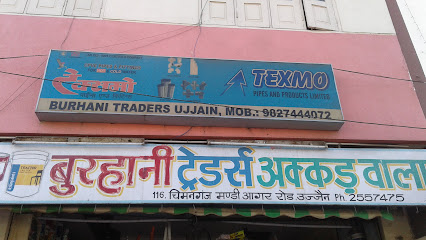 TEXMO
PIPES AND PRODUCTS LIMITED
BURHANI TRADERS UJJAIN, MOB.: 9827444072
बुरहानी ट्रेडर्स अक्कड़ वाला
116, चिमनगंज मण्डी आगर रोड उज्जैन Ph. 2557475